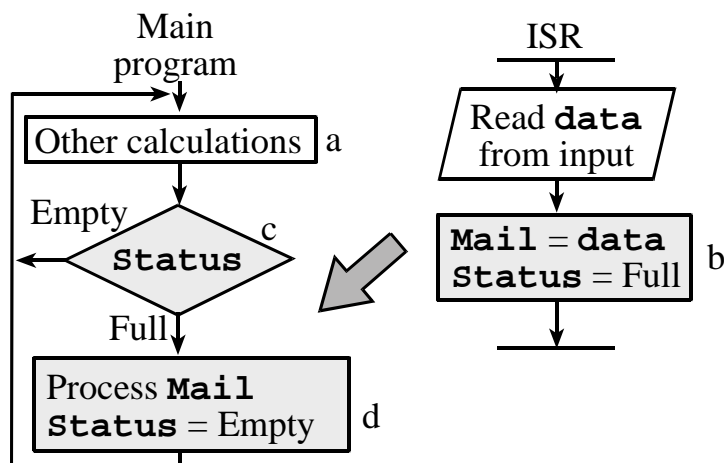 Main
program
Other calculations
a
Empty
c
Status
Full
Process Mail
Status = Empty
d
ISR
Read data
from input
Mail = data
Status = Full
b